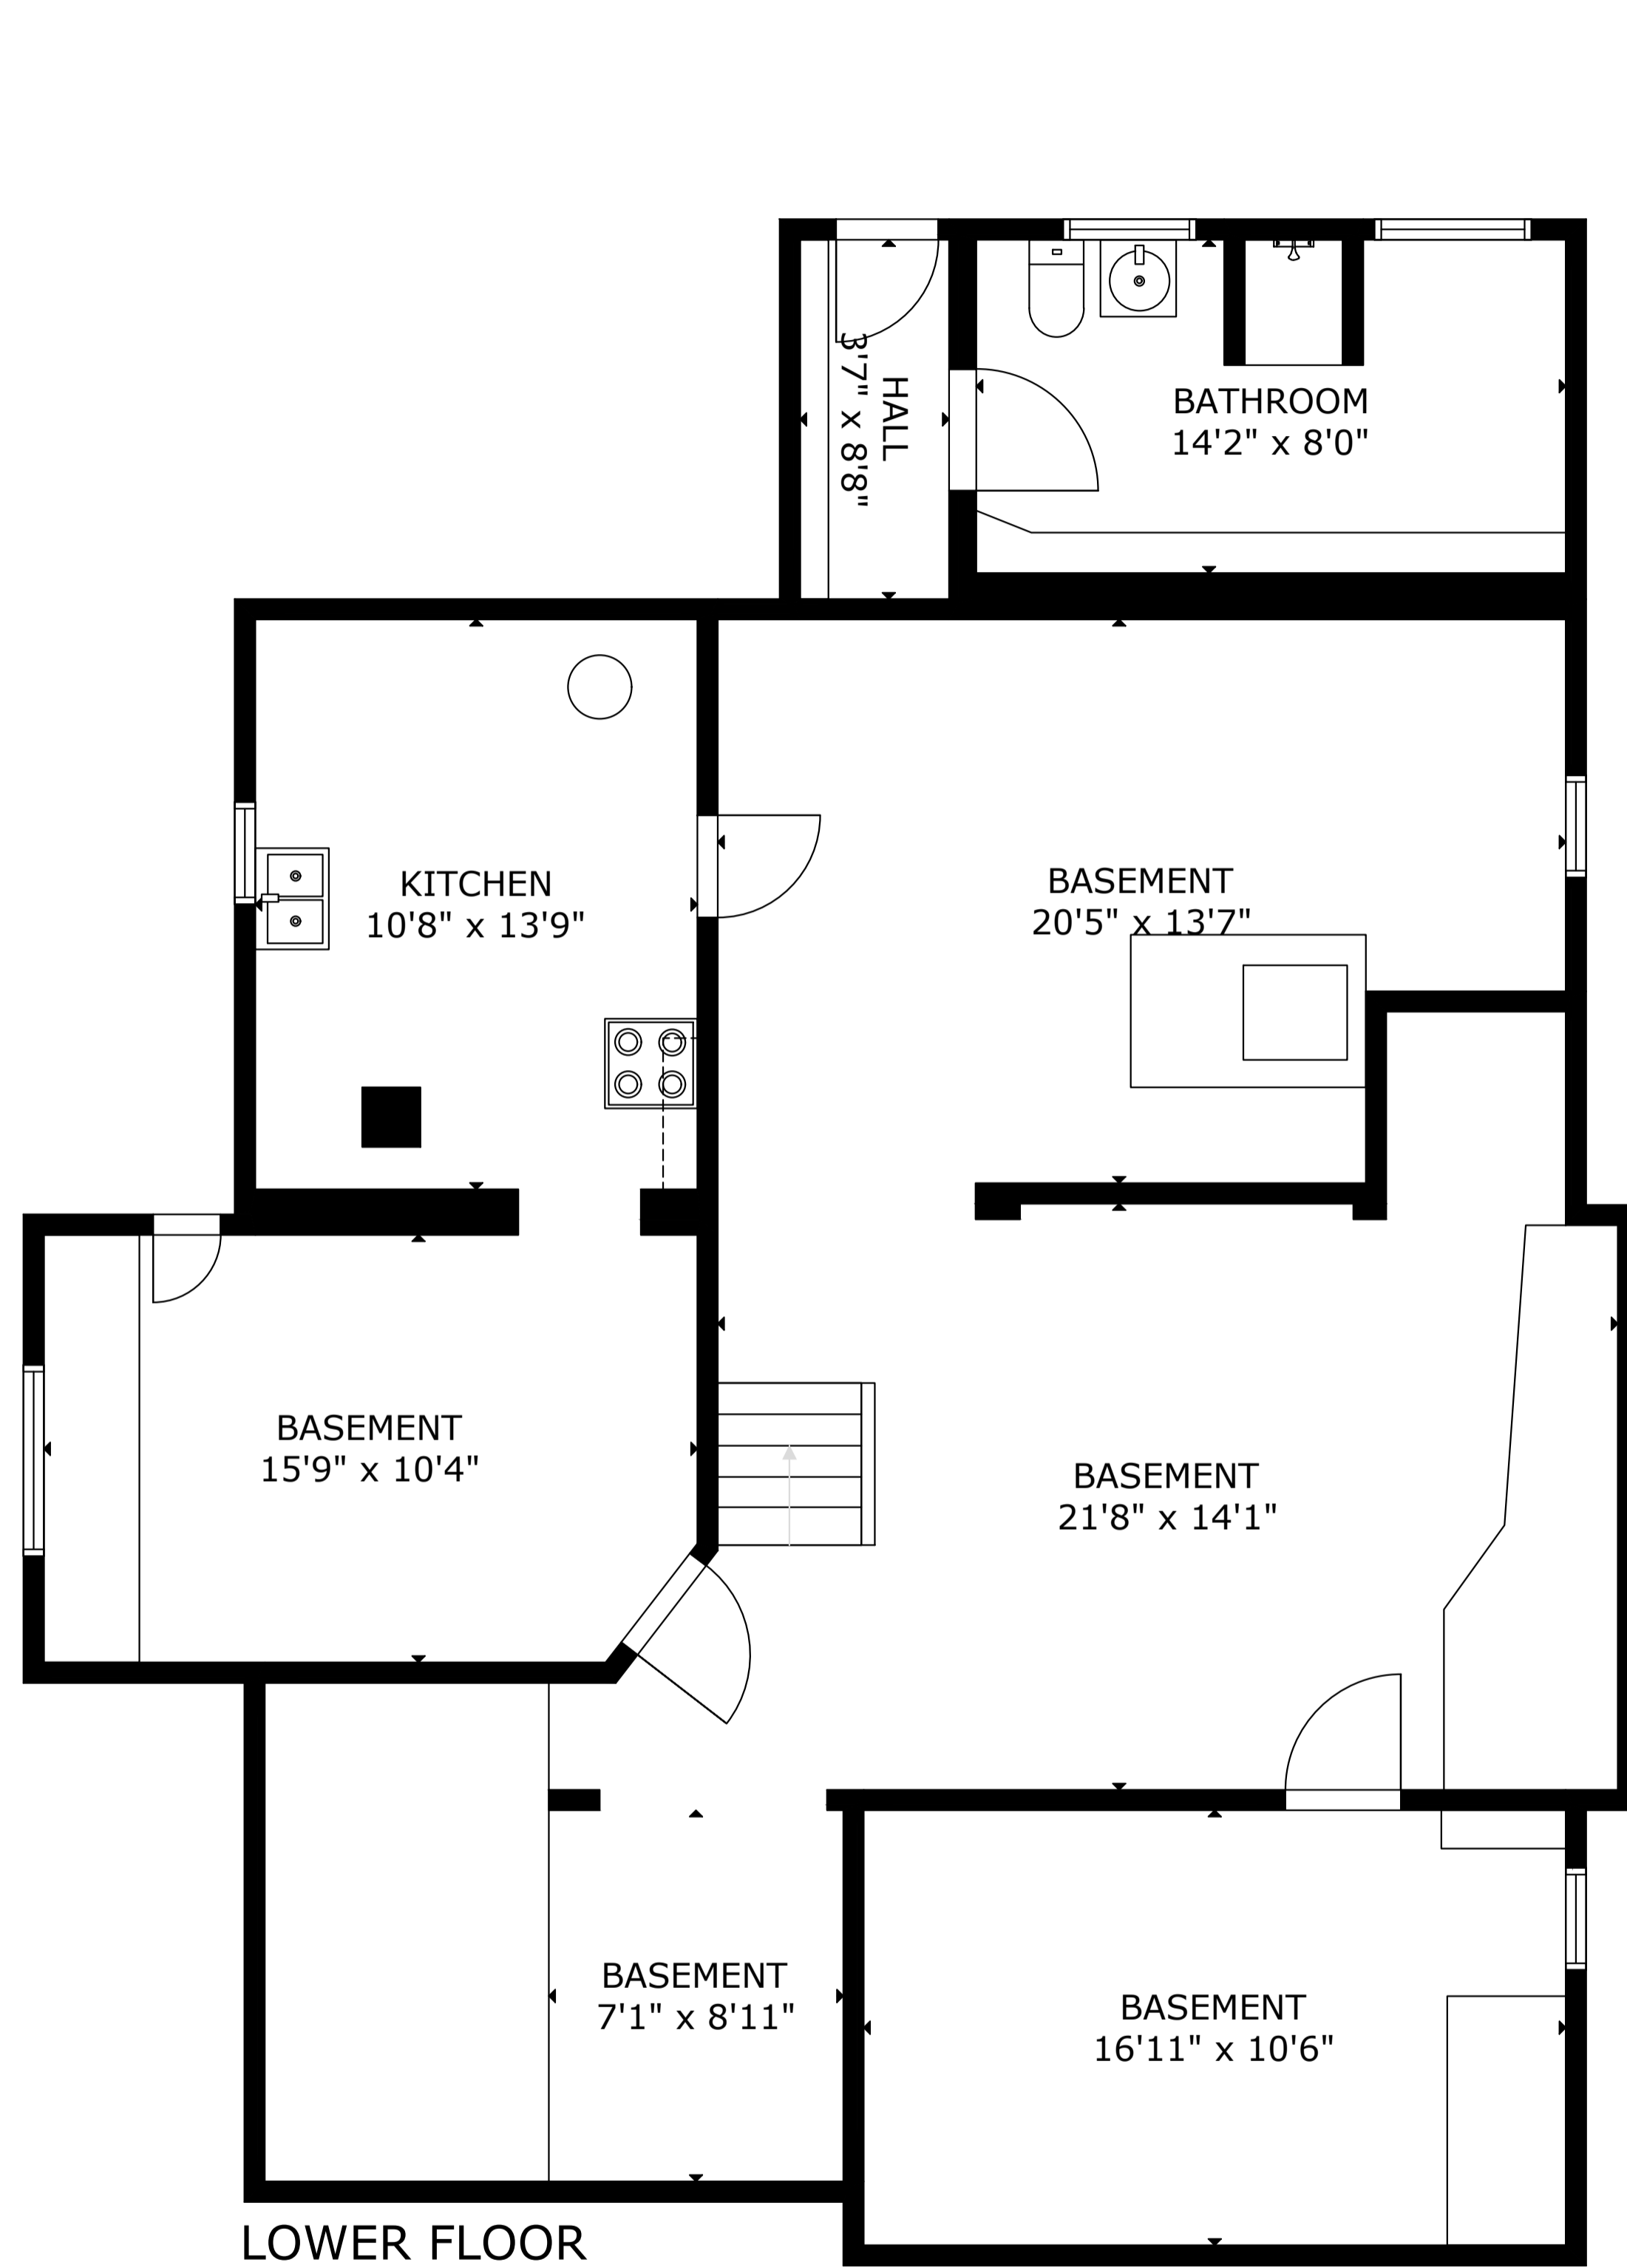 HALL
3'7" x 8'8"
BATHROOM
14'2" x 8'0"
KITCHEN
10'8" x 13'9"
BASEMENT
20'5" x 13'7"
BASEMENT
15'9" x 10'4"
BASEMENT
21'8" x 14'1"
BASEMENT
7'1" x 8'11"
BASEMENT
16'11" x 10'6"
LOWER FLOOR